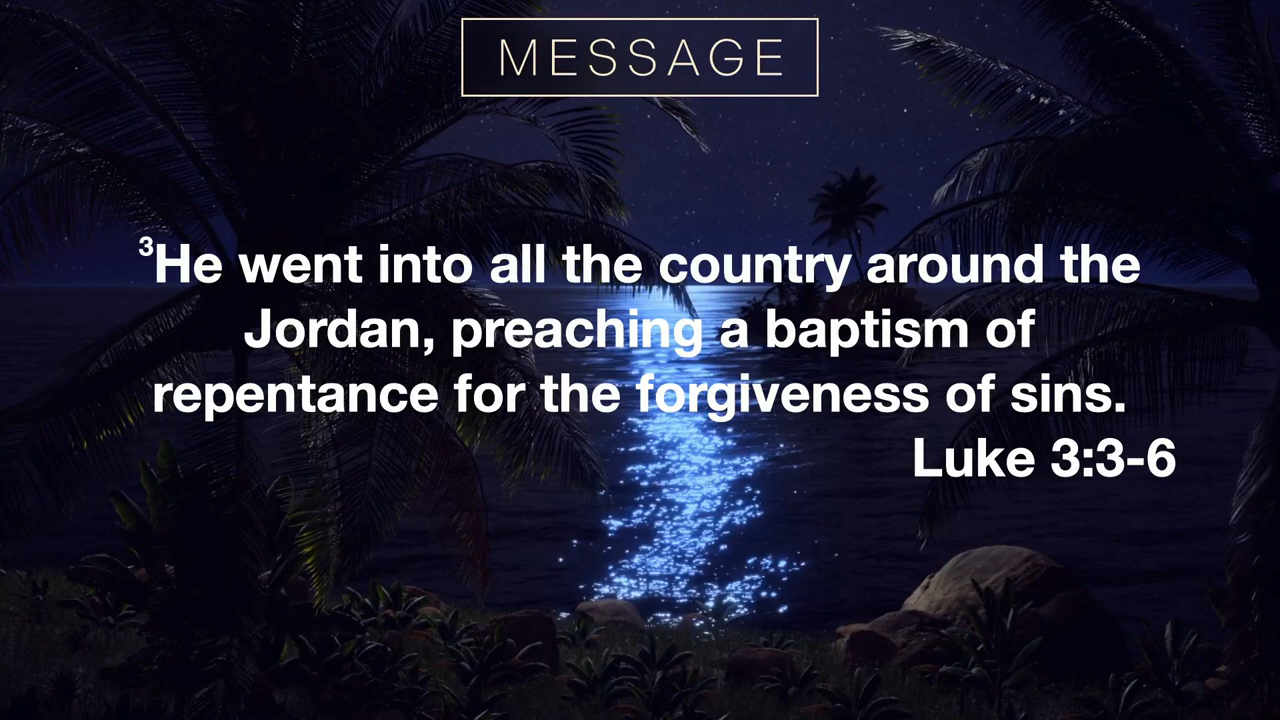 MESSAGE
³He went into all the country around the
Jordan, preaching a baptism of
repentance for the forgiveness of sins.
Luke 3:3-6